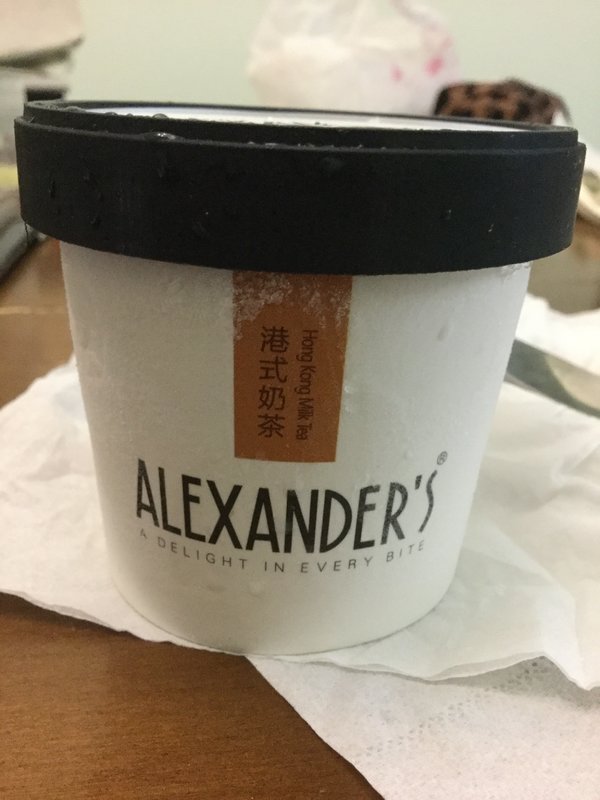 港式奶茶
Hong Kong Milk Tea
ALEXANDER'S®
A DELIGHT IN EVERY BITE